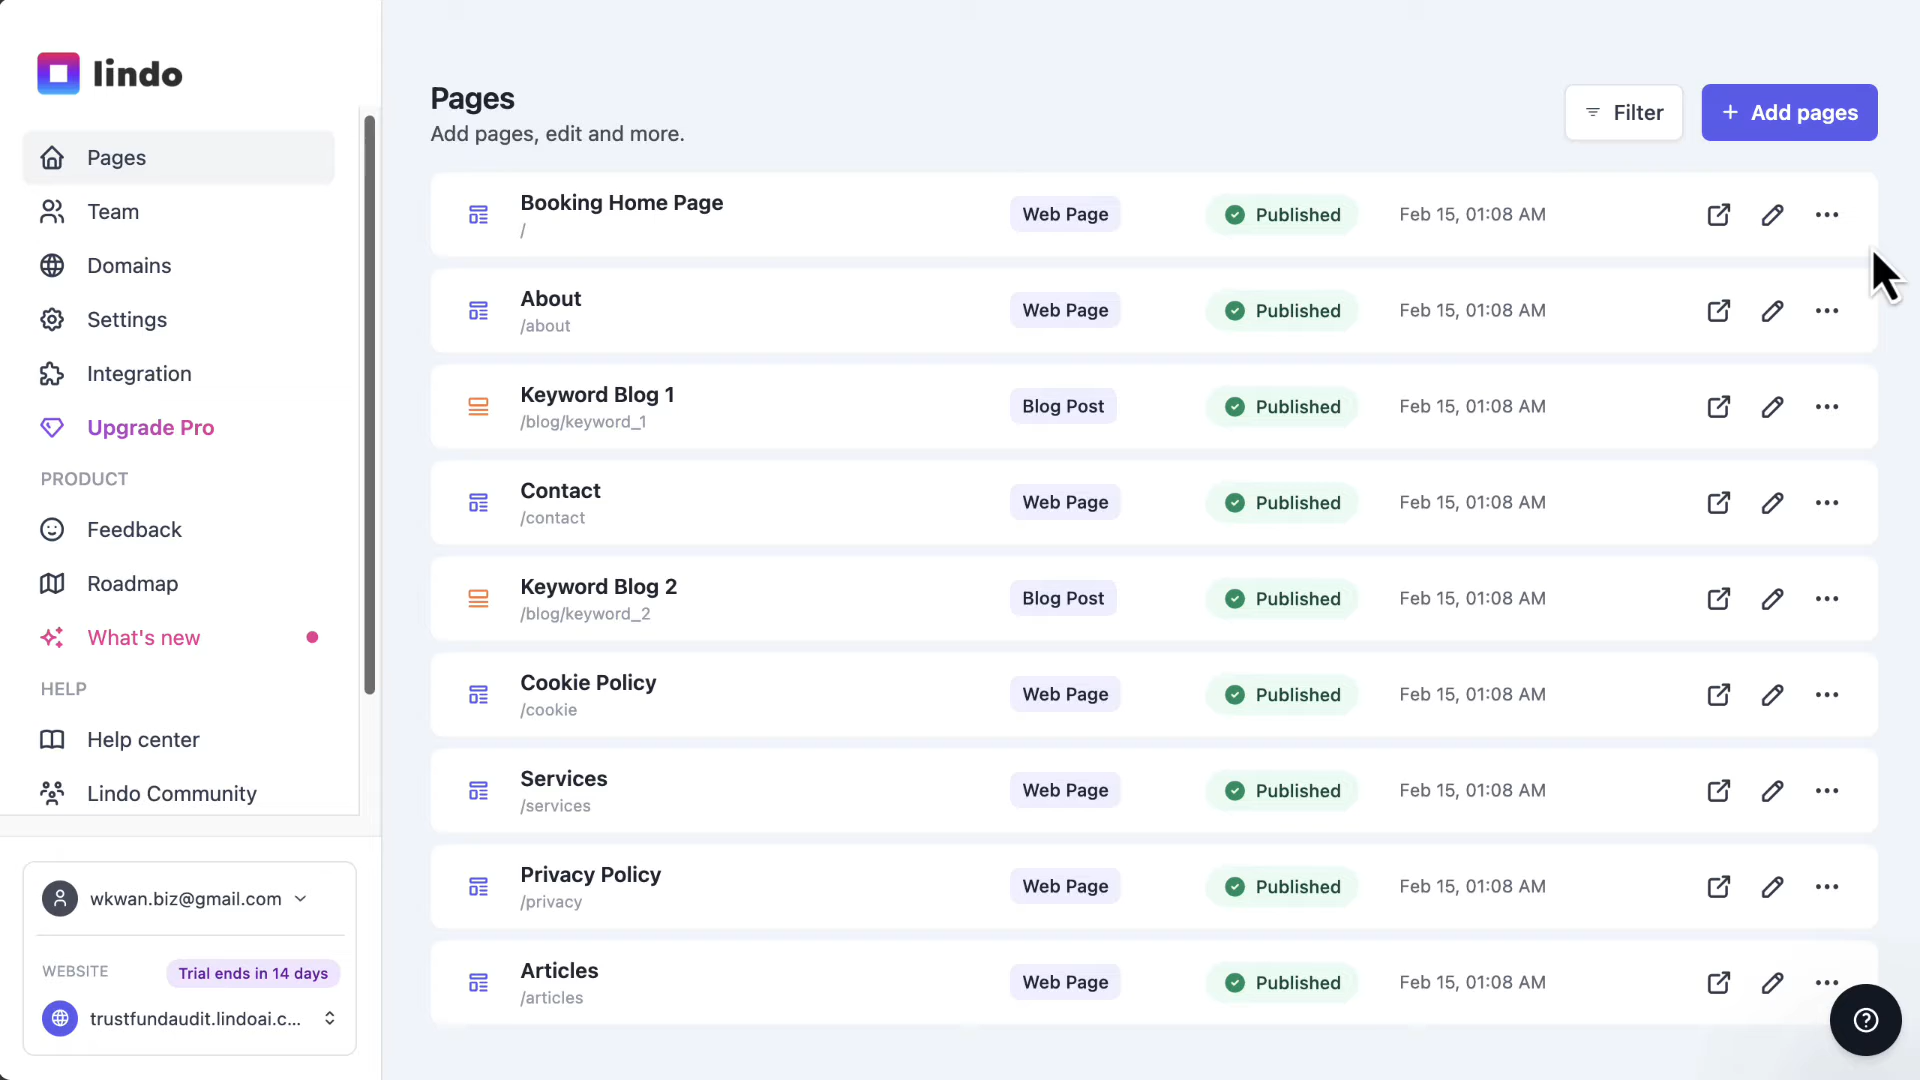 lindo
Pages
Team
Domains
Settings
Integration
Upgrade Pro
PRODUCT
Feedback
Roadmap
What's new
HELP
Help center
Lindo Community
wkwan.biz@gmail.com
WEBSITE
Trial ends in 14 days
trustfundaudit.lindoai.c...
Pages
Add pages, edit and more.
Filter
+ Add pages
Booking Home Page
/
Web Page
Published
Feb 15, 01:08 AM
About
/about
Web Page
Published
Feb 15, 01:08 AM
Keyword Blog 1
/blog/keyword_1
Blog Post
Published
Feb 15, 01:08 AM
Contact
/contact
Web Page
Published
Feb 15, 01:08 AM
Keyword Blog 2
/blog/keyword_2
Blog Post
Published
Feb 15, 01:08 AM
Cookie Policy
/cookie
Web Page
Published
Feb 15, 01:08 AM
Services
/services
Web Page
Published
Feb 15, 01:08 AM
Privacy Policy
/privacy
Web Page
Published
Feb 15, 01:08 AM
Articles
/articles
Web Page
Published
Feb 15, 01:08 AM